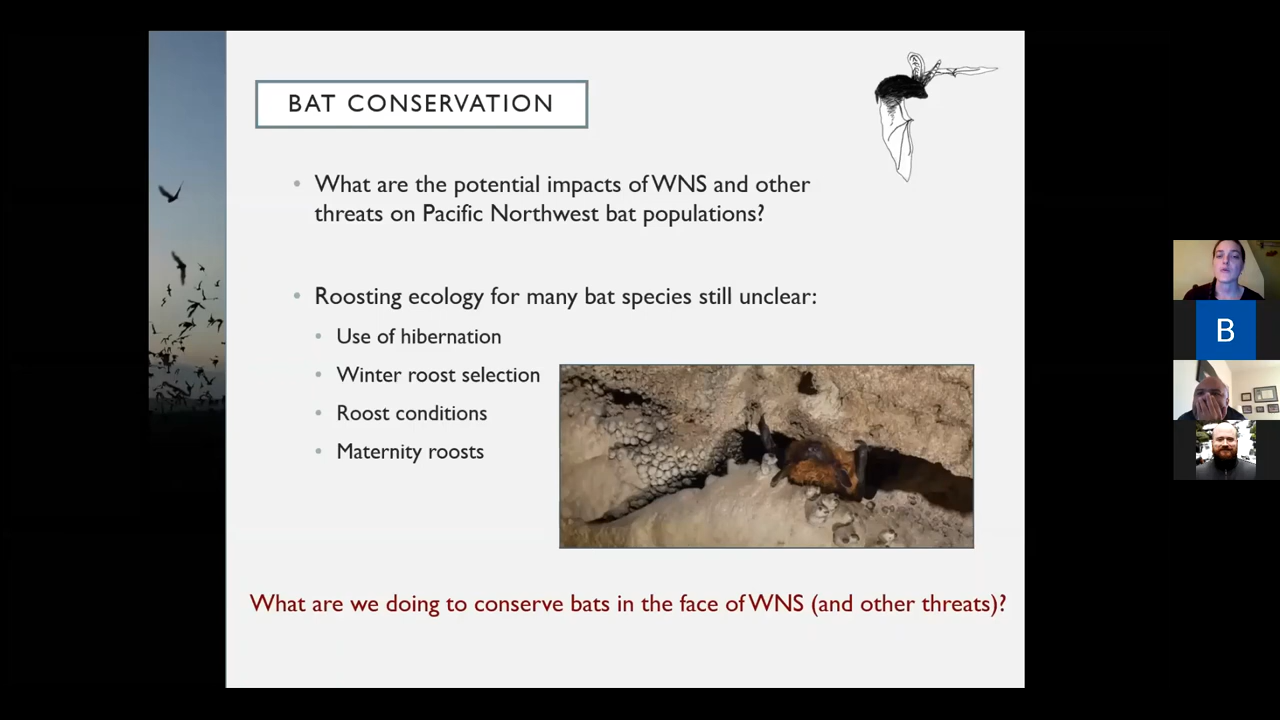 BAT CONSERVATION
• What are the potential impacts of WNS and other
threats on Pacific Northwest bat populations?
• Roosting ecology for many bat species still unclear:
• Use of hibernation
• Winter roost selection
• Roost conditions
• Maternity roosts
What are we doing to conserve bats in the face of WNS (and other threats)?
B